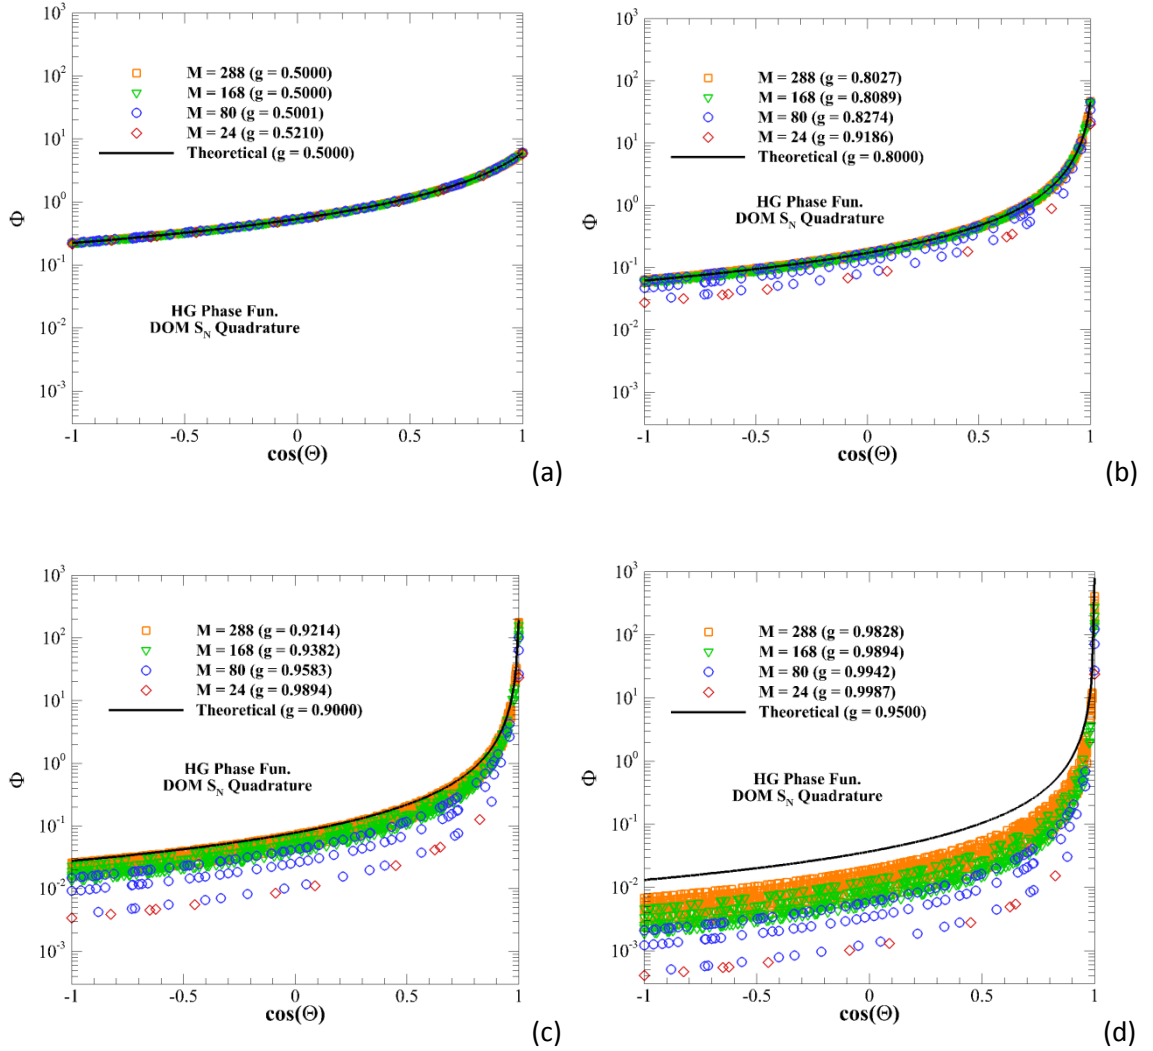 10³
10²
10¹
10⁰
10⁻¹
10⁻²
10⁻³
Φ
M = 288 (g = 0.5000)
M = 168 (g = 0.5000)
M = 80 (g = 0.5001)
M = 24 (g = 0.5210)
Theoretical (g = 0.5000)
HG Phase Fun.
DOM S_N Quadrature
-1 -0.5 0 0.5 1
cos(Θ)
(a)
10³
10²
10¹
10⁰
10⁻¹
10⁻²
10⁻³
Φ
M = 288 (g = 0.8027)
M = 168 (g = 0.8089)
M = 80 (g = 0.8274)
M = 24 (g = 0.9186)
Theoretical (g = 0.8000)
HG Phase Fun.
DOM S_N Quadrature
-1 -0.5 0 0.5 1
cos(Θ)
(b)
10³
10²
10¹
10⁰
10⁻¹
10⁻²
10⁻³
Φ
M = 288 (g = 0.9214)
M = 168 (g = 0.9382)
M = 80 (g = 0.9583)
M = 24 (g = 0.9894)
Theoretical (g = 0.9000)
HG Phase Fun.
DOM S_N Quadrature
-1 -0.5 0 0.5 1
cos(Θ)
(c)
10³
10²
10¹
10⁰
10⁻¹
10⁻²
10⁻³
Φ
M = 288 (g = 0.9828)
M = 168 (g = 0.9894)
M = 80 (g = 0.9942)
M = 24 (g = 0.9987)
Theoretical (g = 0.9500)
HG Phase Fun.
DOM S_N Quadrature
-1 -0.5 0 0.5 1
cos(Θ)
(d)